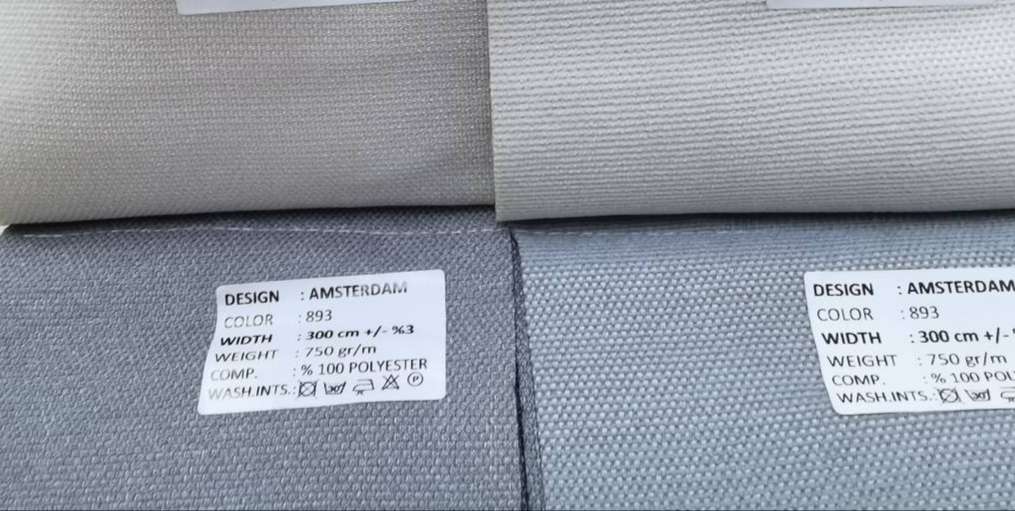 DESIGN : AMSTERDAM
COLOR : 893
WIDTH : 300 cm +/- %3
WEIGHT : 750 gr/m
COMP. : % 100 POLYESTER
WASH.INTS.:
DESIGN : AMSTERDAM
COLOR : 893
WIDTH : 300 cm +/-
WEIGHT : 750 gr/m
COMP. : % 100
WASH.INTS.: